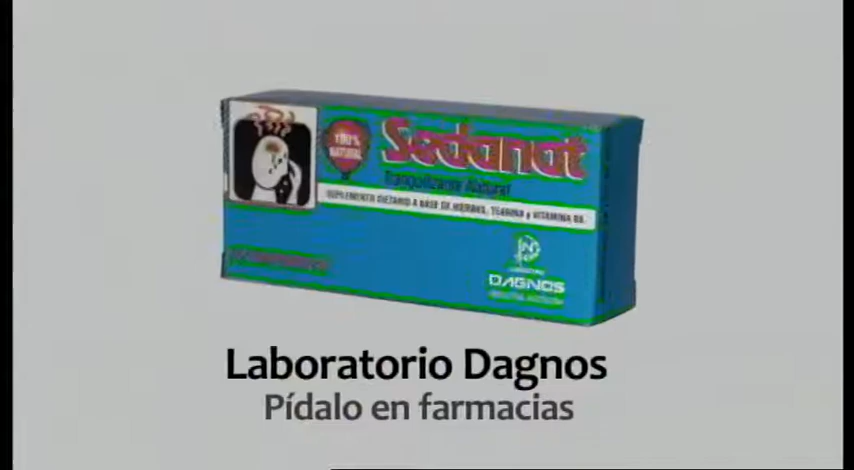 100%
NATURAL
Sedanat
Tranquilizante Natural
SUPLEMENTO DIETARIO A BASE DE HIERBAS, TEANINA y VITAMINA B6.
DAGNOS
Laboratorio Dagnos
Pídalo en farmacias